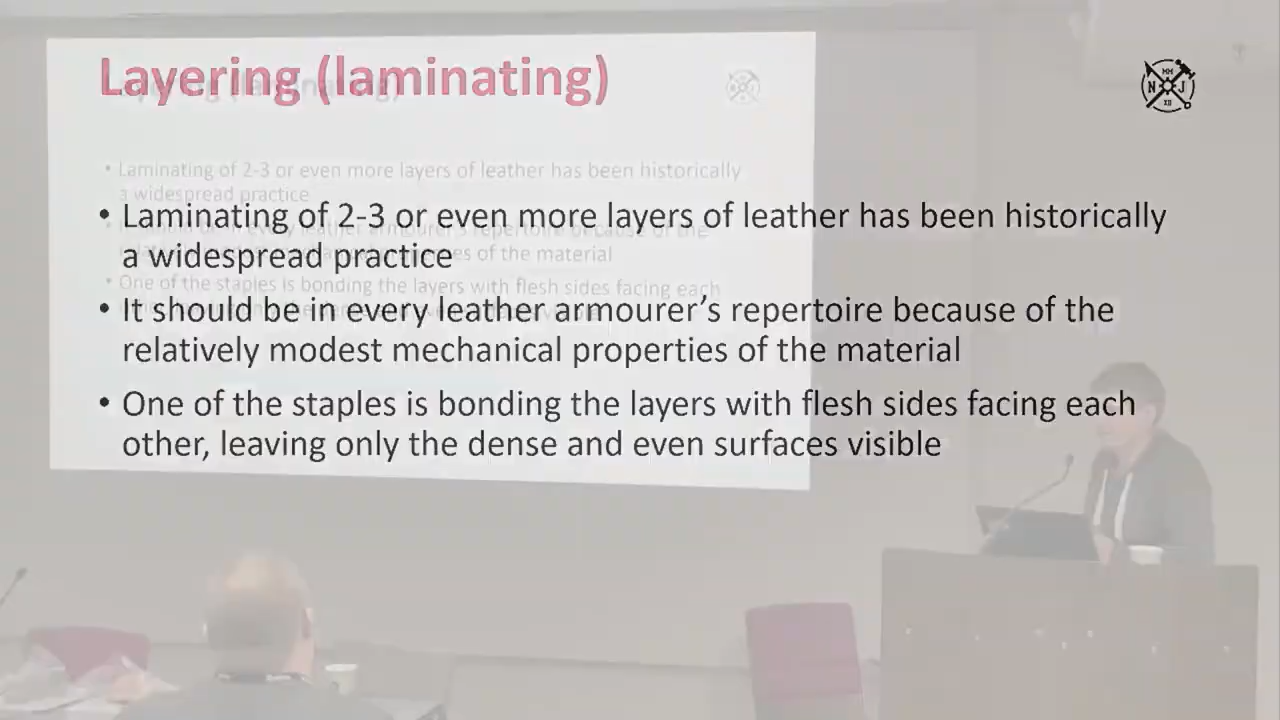 Layering (laminating)
MM
N J
XII
• Laminating of 2-3 or even more layers of leather has been historically
a widespread practice
• It should be in every leather armourer’s repertoire because of the
relatively modest mechanical properties of the material
• One of the staples is bonding the layers with flesh sides facing each
other, leaving only the dense and even surfaces visible